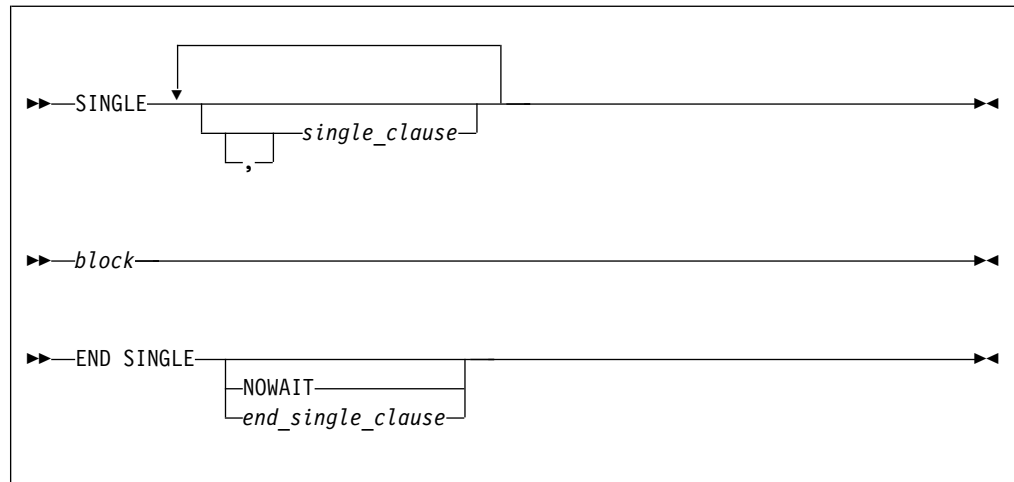 SINGLE
single_clause
,
block
END SINGLE
NOWAIT
end_single_clause